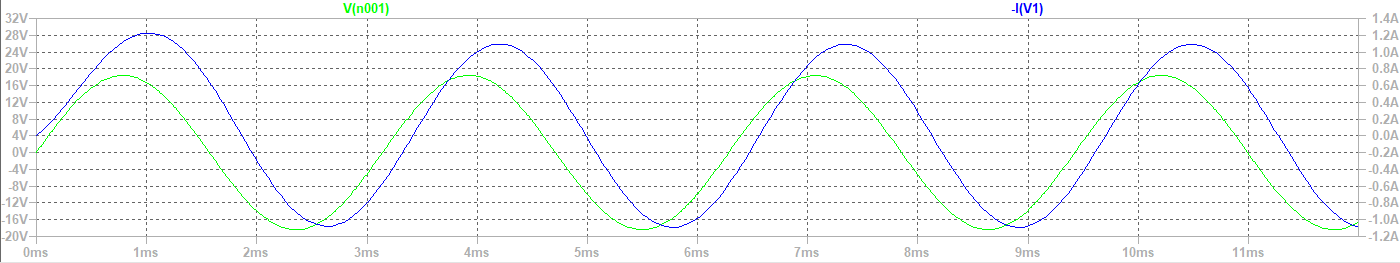 V(n001) -I(V1)
32V 1.4A
28V 1.2A
24V 1.0A
20V 0.8A
16V 0.6A
12V 0.4A
8V 0.2A
4V 0.0A
0V -0.2A
-4V -0.4A
-8V -0.6A
-12V -0.8A
-16V -1.0A
-20V -1.2A
0ms 1ms 2ms 3ms 4ms 5ms 6ms 7ms 8ms 9ms 10ms 11ms